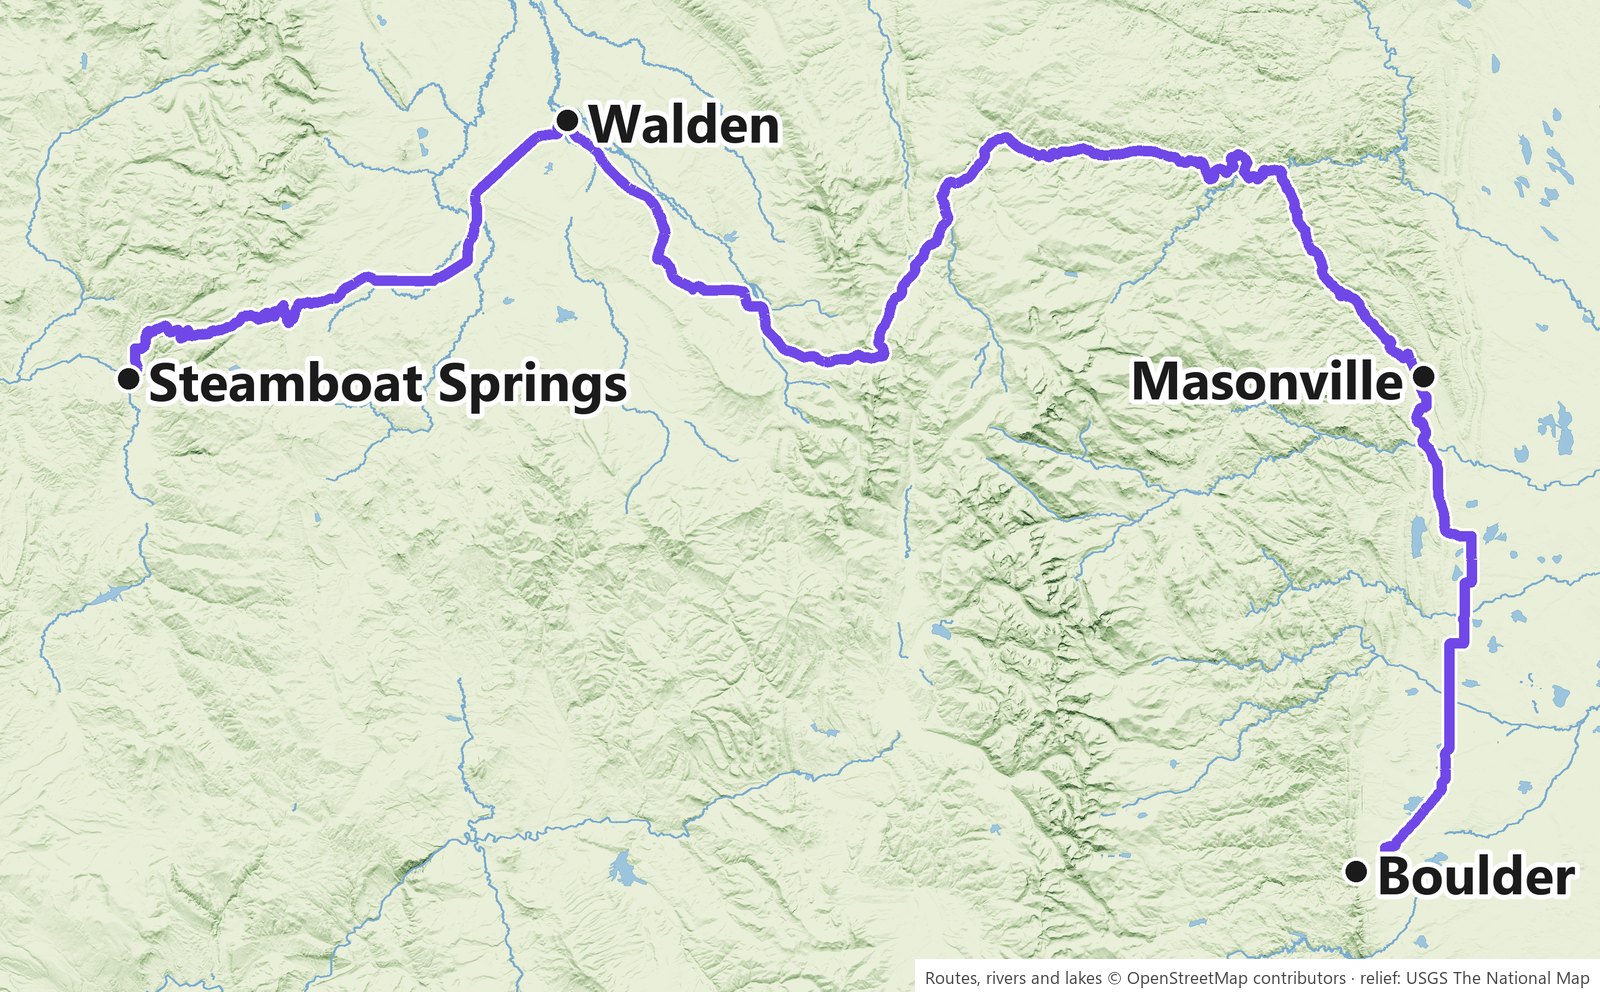 Walden
Steamboat Springs
Masonville
Boulder
Routes, rivers and lakes © OpenStreetMap contributors · relief: USGS The National Map